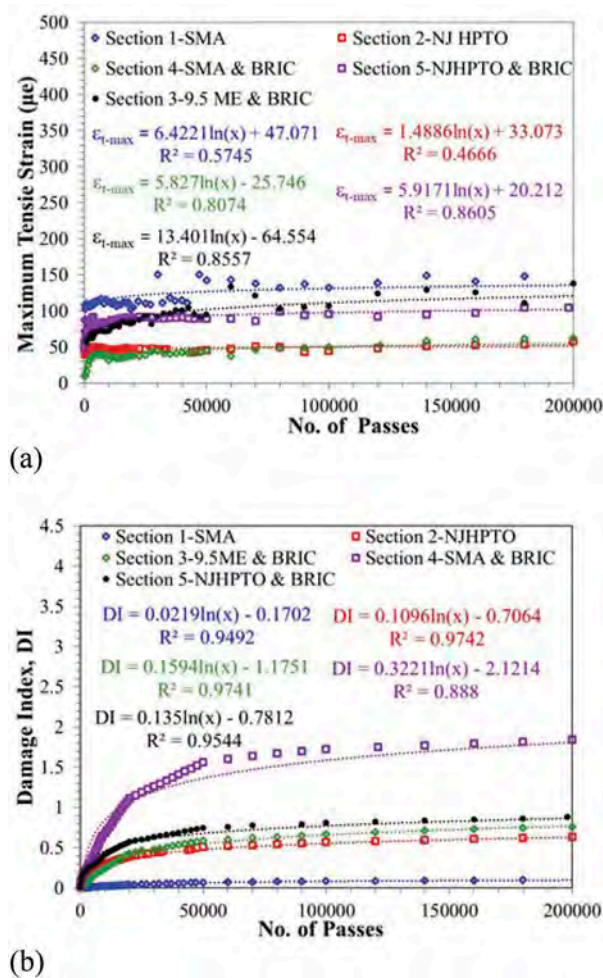 500
450
400
350
300
250
200
150
100
50
0
Maximum Tensie Strain (µe)
Section 1-SMA
Section 2-NJ HPTO
Section 4-SMA & BRIC
Section 5-NJHPTO & BRIC
Section 3-9.5 ME & BRIC
εt-max = 6.4221ln(x) + 47.071
R² = 0.5745
εt-max = 1.4886ln(x) + 33.073
R² = 0.4666
εt-max = 5.827ln(x) - 25.746
R² = 0.8074
εt-max = 5.9171ln(x) + 20.212
R² = 0.8605
εt-max = 13.401ln(x) - 64.554
R² = 0.8557
0 50000 100000 150000 200000
No. of Passes
(a)
4.5
4
3.5
3
2.5
2
1.5
1
0.5
0
Damage Index, DI
Section 1-SMA
Section 2-NJHPTO
Section 3-9.5ME & BRIC
Section 4-SMA & BRIC
Section 5-NJHPTO & BRIC
DI = 0.0219ln(x) - 0.1702
R² = 0.9492
DI = 0.1096ln(x) - 0.7064
R² = 0.9742
DI = 0.1594ln(x) - 1.1751
R² = 0.9741
DI = 0.3221ln(x) - 2.1214
R² = 0.888
DI = 0.135ln(x) - 0.7812
R² = 0.9544
0 50000 100000 150000 200000
No. of Passes
(b)